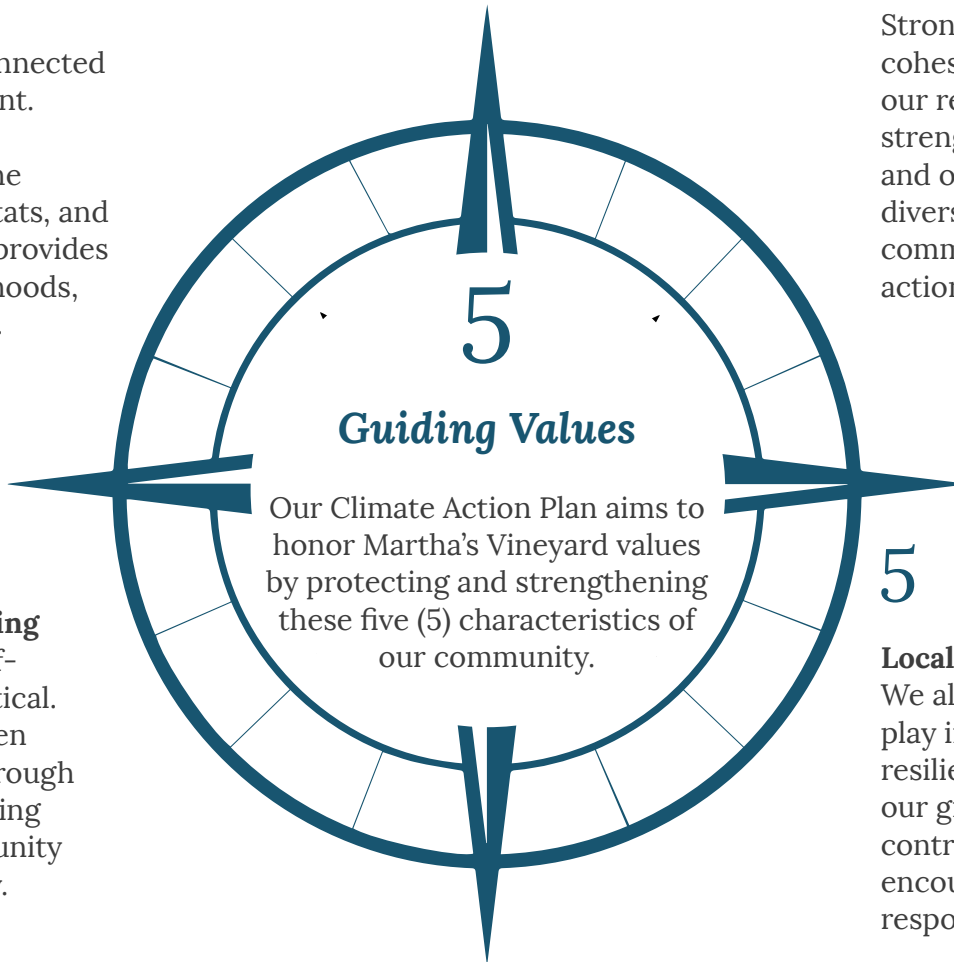 nnected
nt.
ne
tats, and
provides
hoods,
5
Guiding Values
Our Climate Action Plan aims to
honor Martha's Vineyard values
by protecting and strengthening
these five (5) characteristics of
our community.
ing
f-
tical.
en
rough
ing
unity
y.
Stron
cohes
our re
streng
and o
divers
comm
action
5
Local
We al
play i
resilie
our g
contr
encou
respo